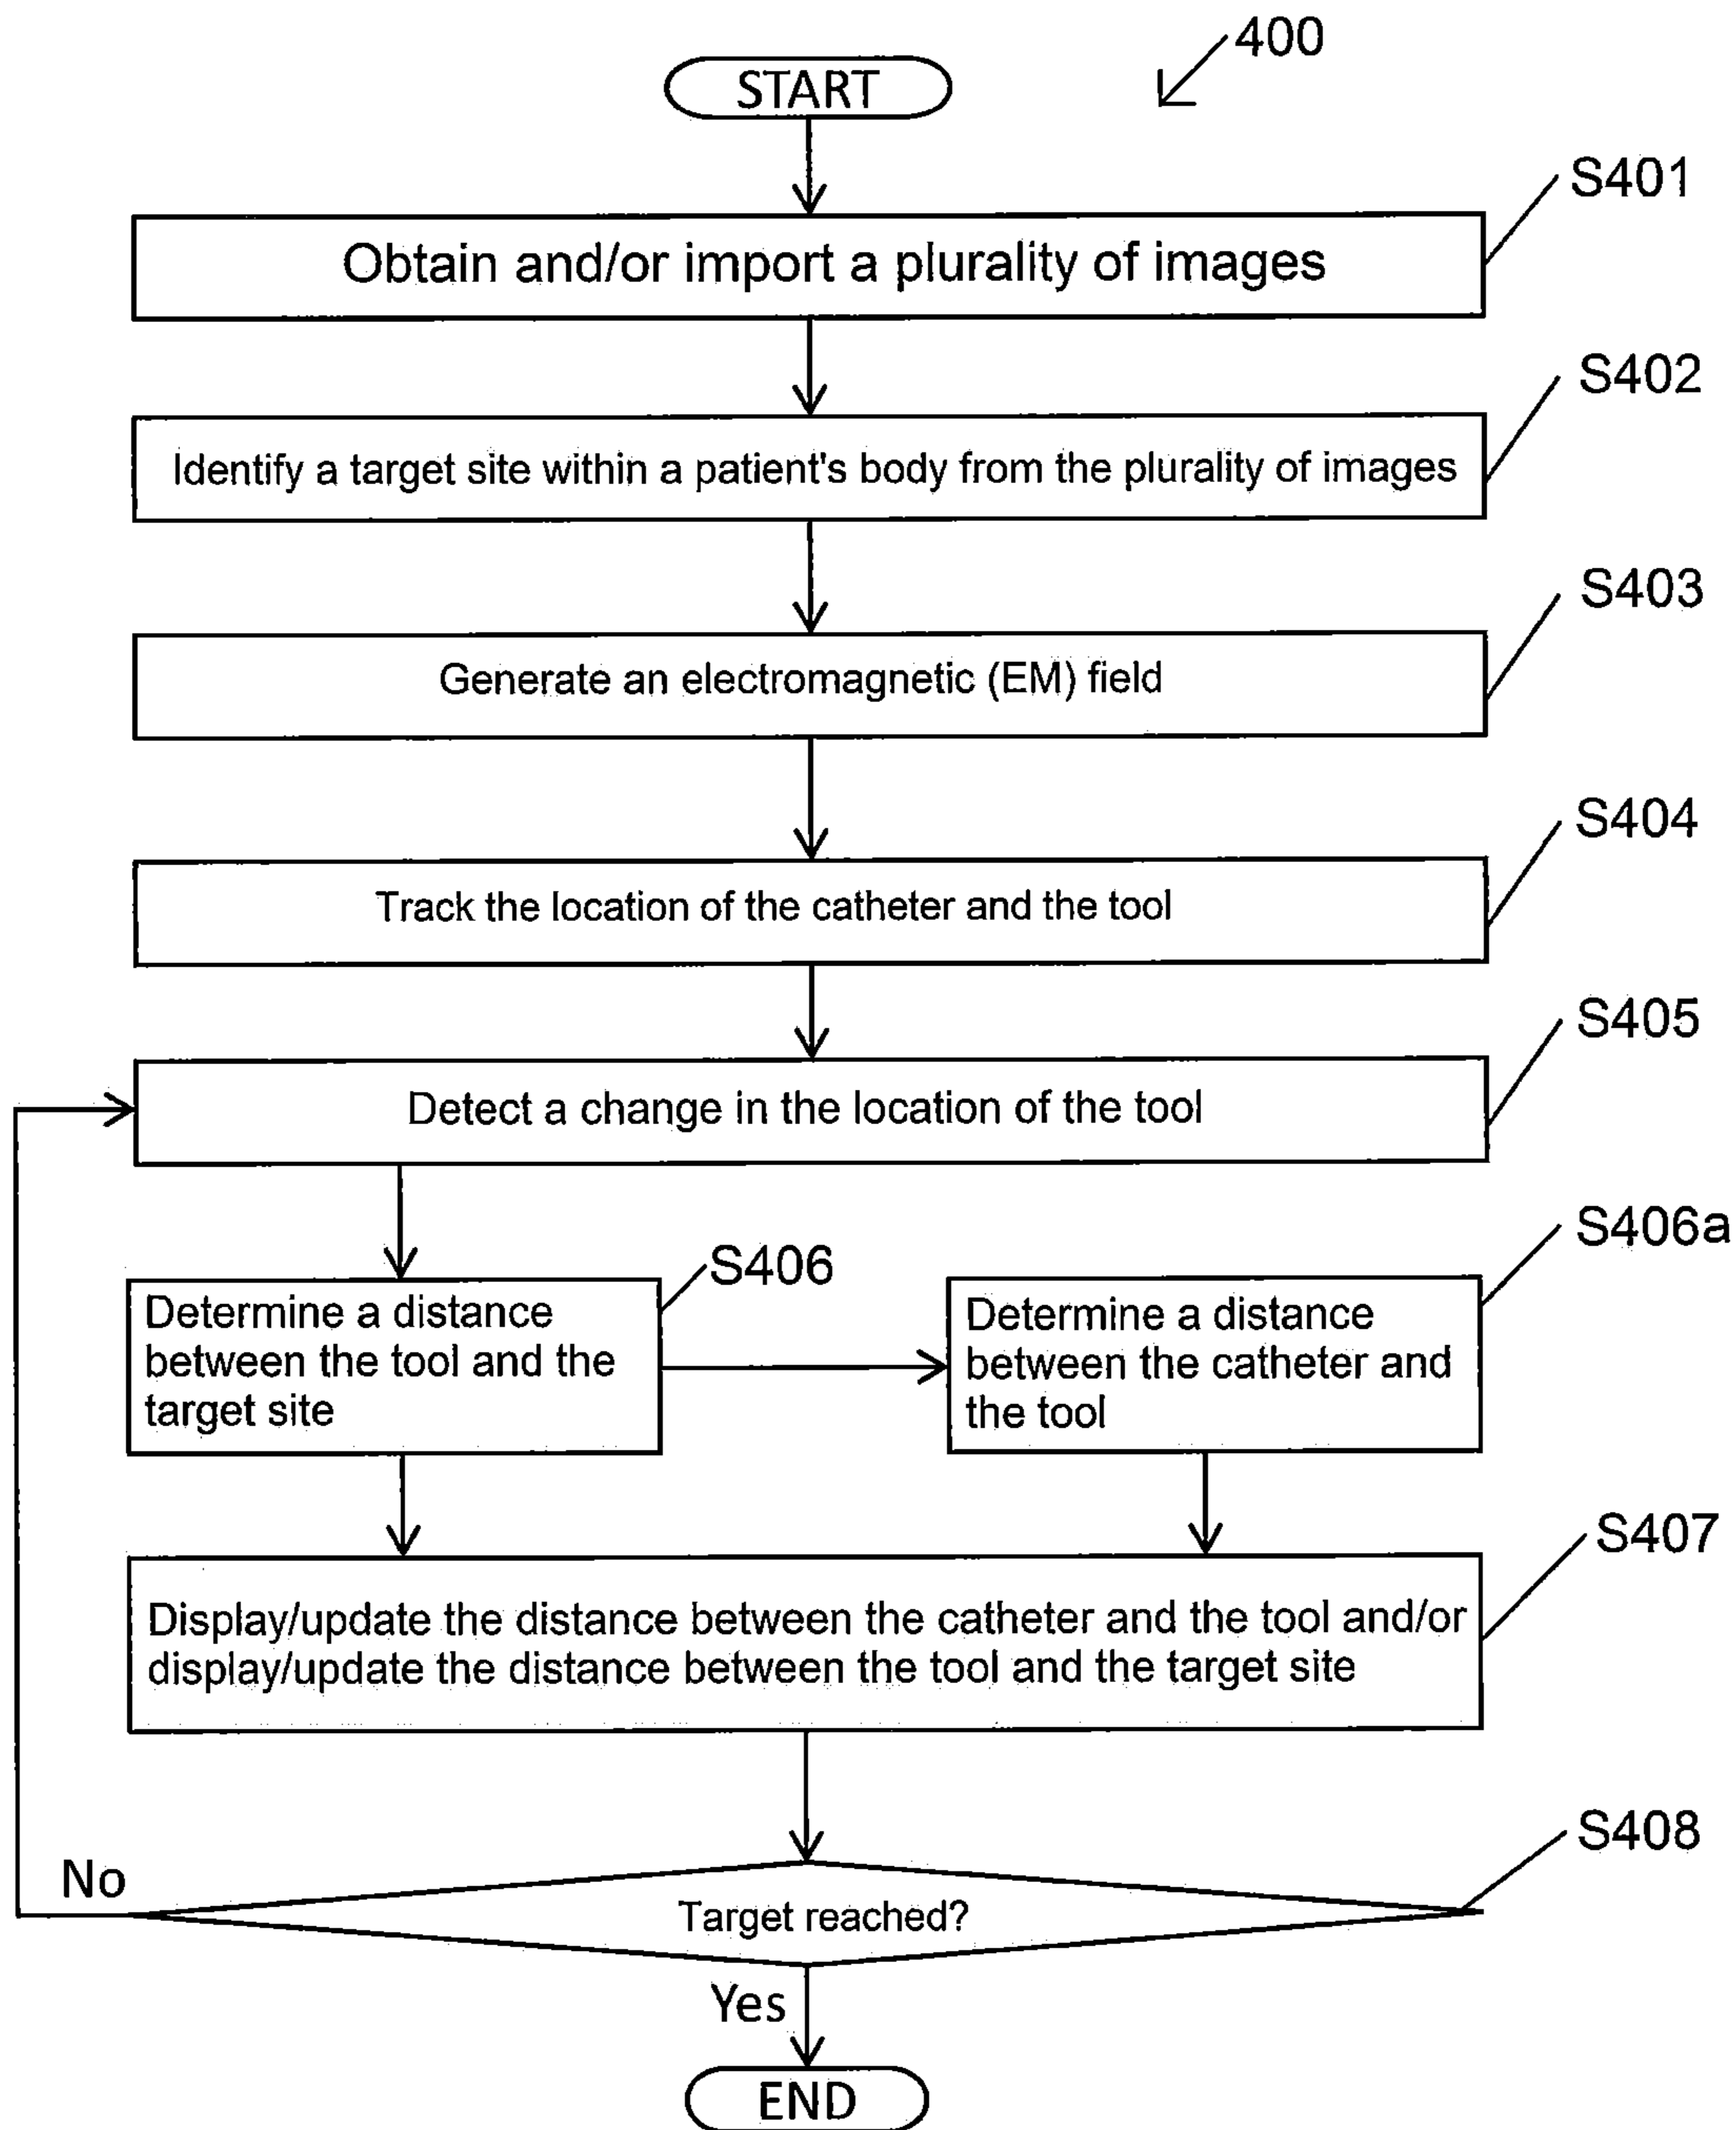 400
START
S401
Obtain and/or import a plurality of images
S402
Identify a target site within a patient's body from the plurality of images
S403
Generate an electromagnetic (EM) field
S404
Track the location of the catheter and the tool
S405
Detect a change in the location of the tool
S406
Determine a distance
between the tool and the
target site
S406a
Determine a distance
between the catheter and
the tool
S407
Display/update the distance between the catheter and the tool and/or
display/update the distance between the tool and the target site
S408
Target reached?
No
Yes
END